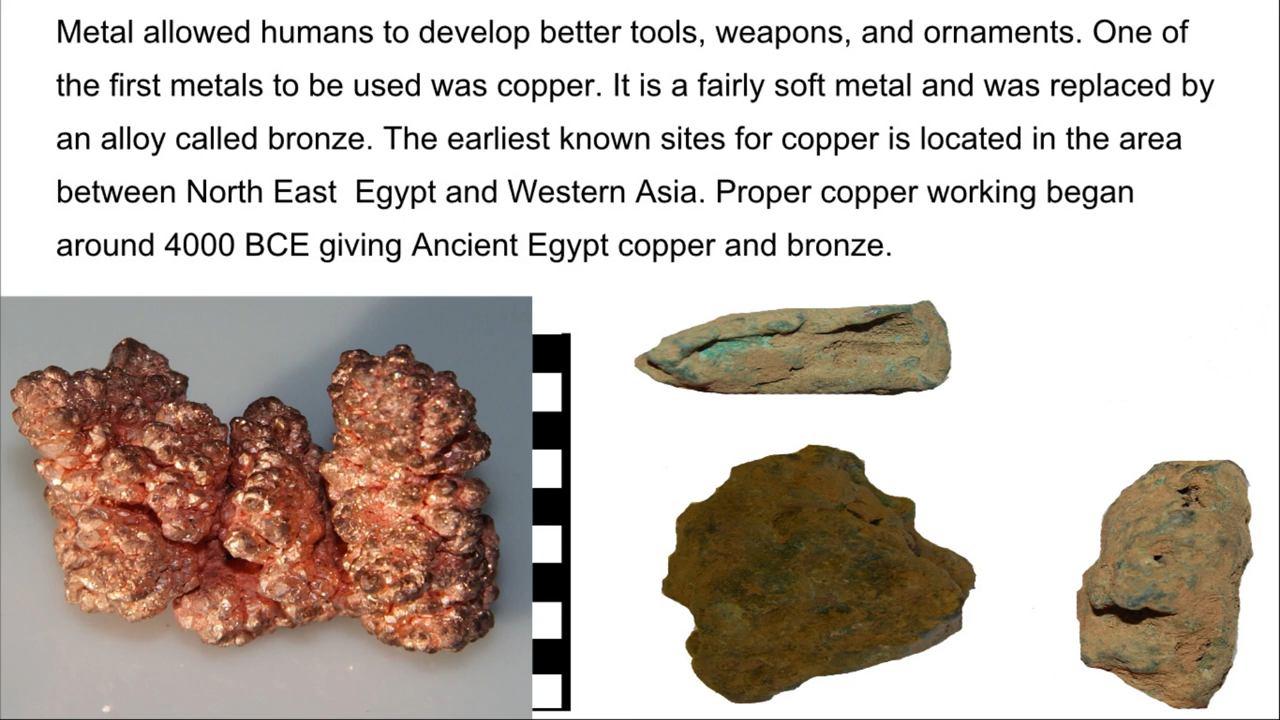 Metal allowed humans to develop better tools, weapons, and ornaments. One of
the first metals to be used was copper. It is a fairly soft metal and was replaced by
an alloy called bronze. The earliest known sites for copper is located in the area
between North East  Egypt and Western Asia. Proper copper working began
around 4000 BCE giving Ancient Egypt copper and bronze.